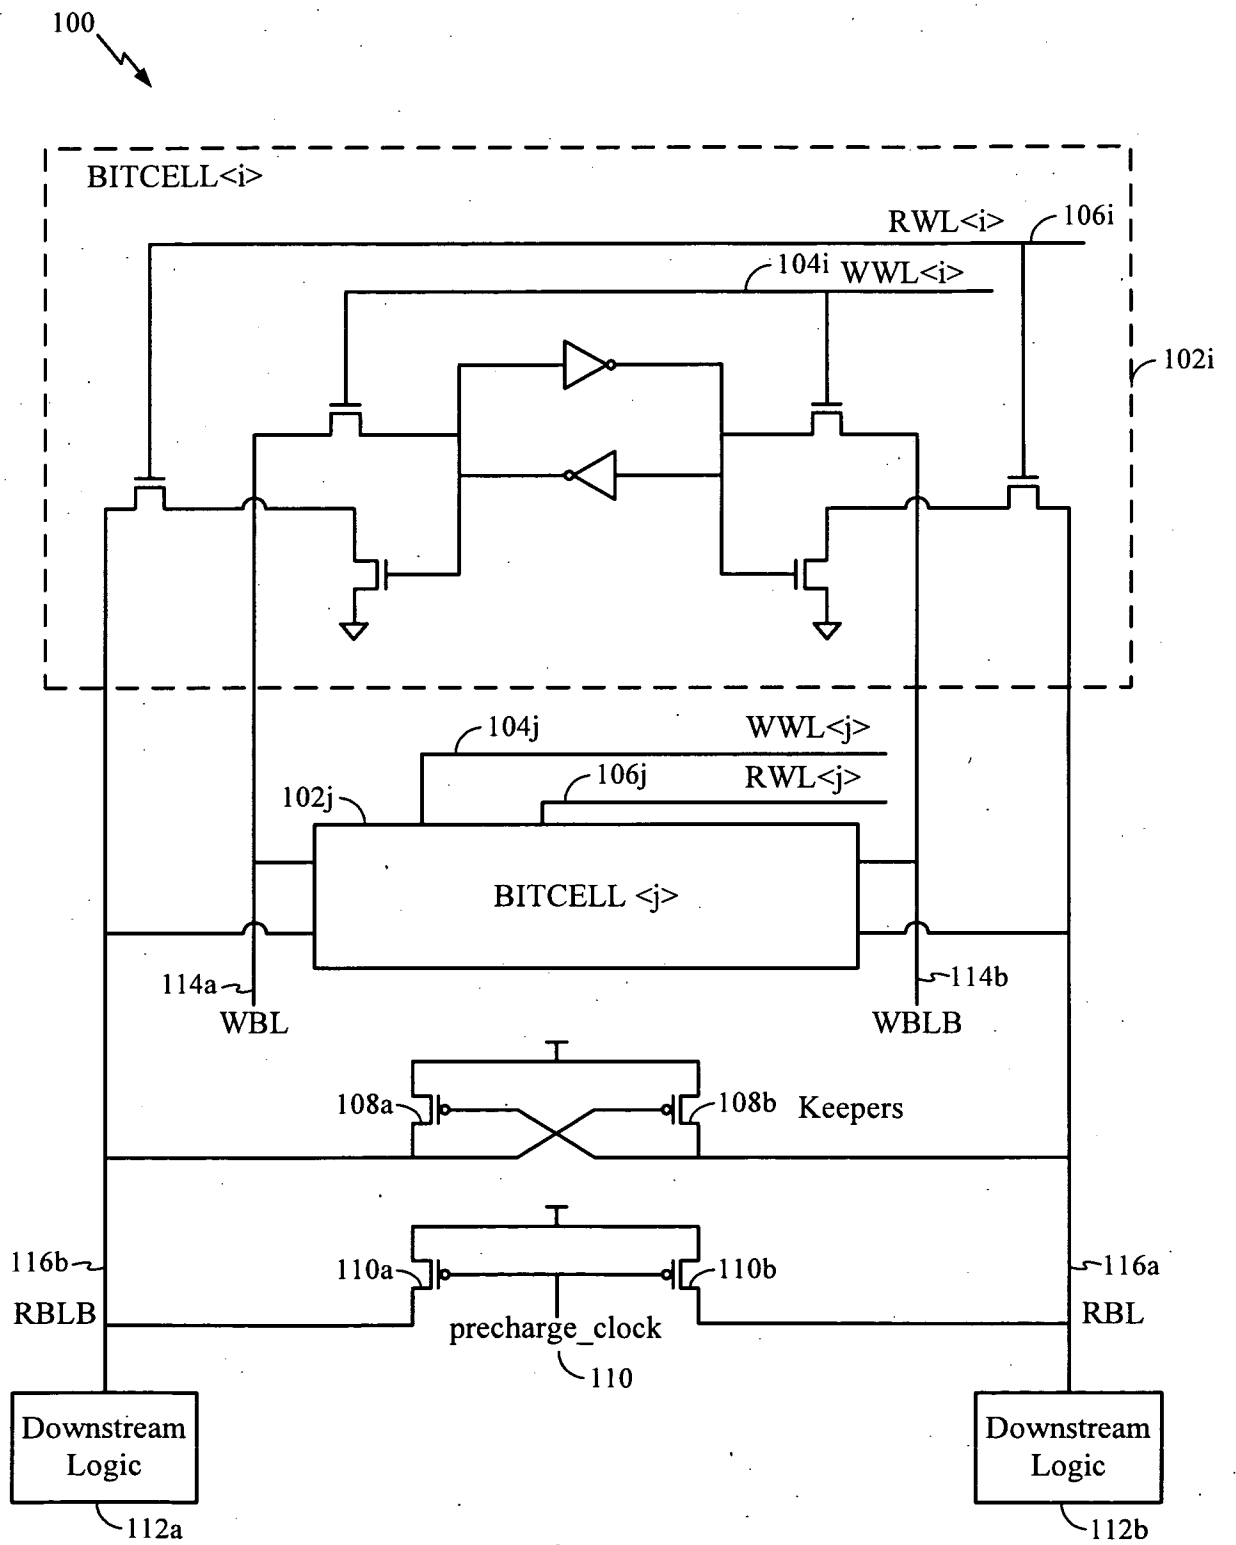 100
BITCELL<i>
RWL<i>
106i
104i
WWL<i>
102i
104j
WWL<j>
106j
RWL<j>
102j
BITCELL <j>
114a
114b
WBL
WBLB
108a
108b
Keepers
116b
110a
110b
116a
RBLB
precharge_clock
RBL
110
Downstream
Logic
Downstream
Logic
112a
112b